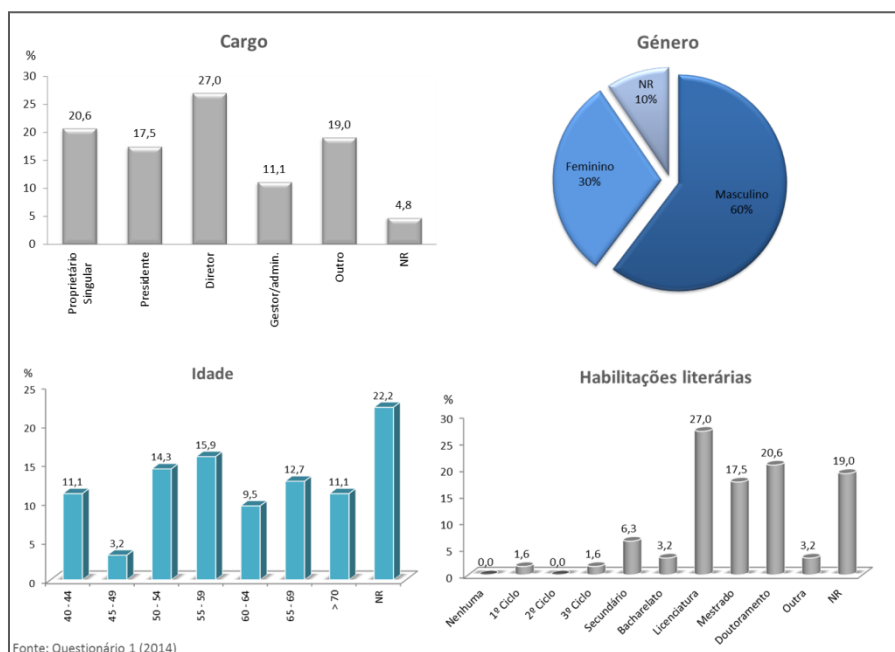 Cargo
%
30
25
20
15
10
5
0
20,6
17,5
27,0
11,1
19,0
4,8
Proprietário
Singular
Presidente
Diretor
Gestor/admin.
Outro
NR
Género
NR
10%
Feminino
30%
Masculino
60%
Idade
%
25
20
15
10
5
0
11,1
3,2
14,3
15,9
9,5
12,7
11,1
22,2
40 - 44
45 - 49
50 - 54
55 - 59
60 - 64
65 - 69
> 70
NR
Habilitações literárias
%
30
25
20
15
10
5
0
0,0
1,6
0,0
1,6
6,3
3,2
27,0
17,5
20,6
3,2
19,0
Nenhuma
1º Ciclo
2º Ciclo
3º Ciclo
Secundário
Bacharelato
Licenciatura
Mestrado
Doutoramento
Outra
NR
Fonte: Questionário 1 (2014)